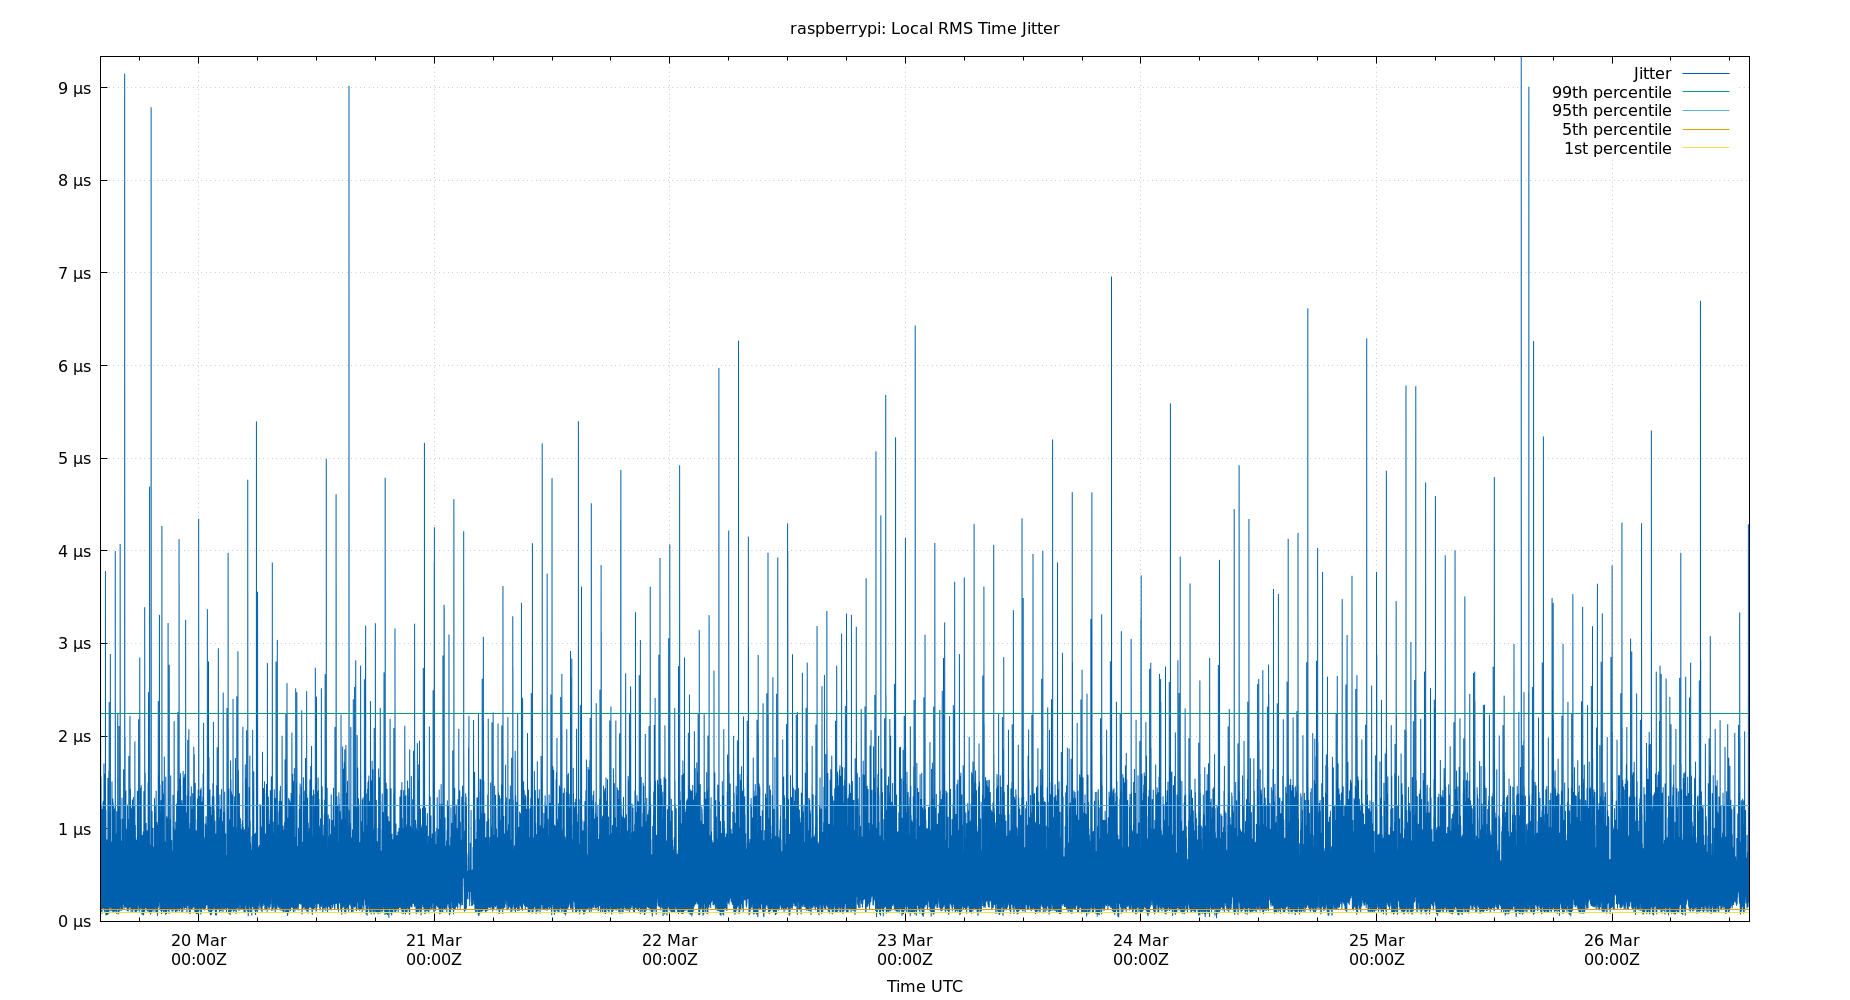 raspberrypi: Local RMS Time Jitter
9 µs
8 µs
7 µs
6 µs
5 µs
4 µs
3 µs
2 µs
1 µs
0 µs
Jitter
99th percentile
95th percentile
5th percentile
1st percentile
20 Mar 21 Mar 22 Mar 23 Mar 24 Mar 25 Mar 26 Mar
00:00Z 00:00Z 00:00Z 00:00Z 00:00Z 00:00Z 00:00Z
Time UTC